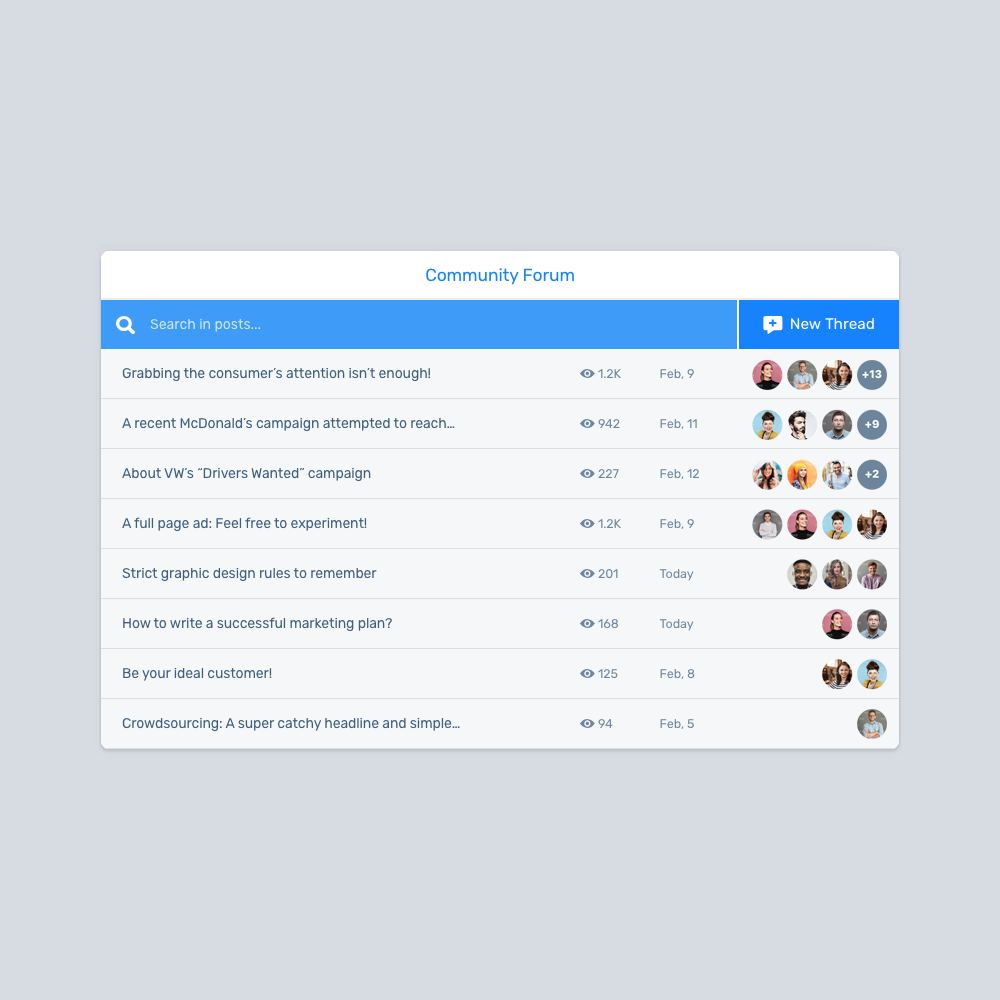 Community Forum
Search in posts...
New Thread
Grabbing the consumer’s attention isn’t enough! 1.2K Feb, 9 +13
A recent McDonald’s campaign attempted to reach... 942 Feb, 11 +9
About VW’s “Drivers Wanted” campaign 227 Feb, 12 +2
A full page ad: Feel free to experiment! 1.2K Feb, 9
Strict graphic design rules to remember 201 Today
How to write a successful marketing plan? 168 Today
Be your ideal customer! 125 Feb, 8
Crowdsourcing: A super catchy headline and simple... 94 Feb, 5